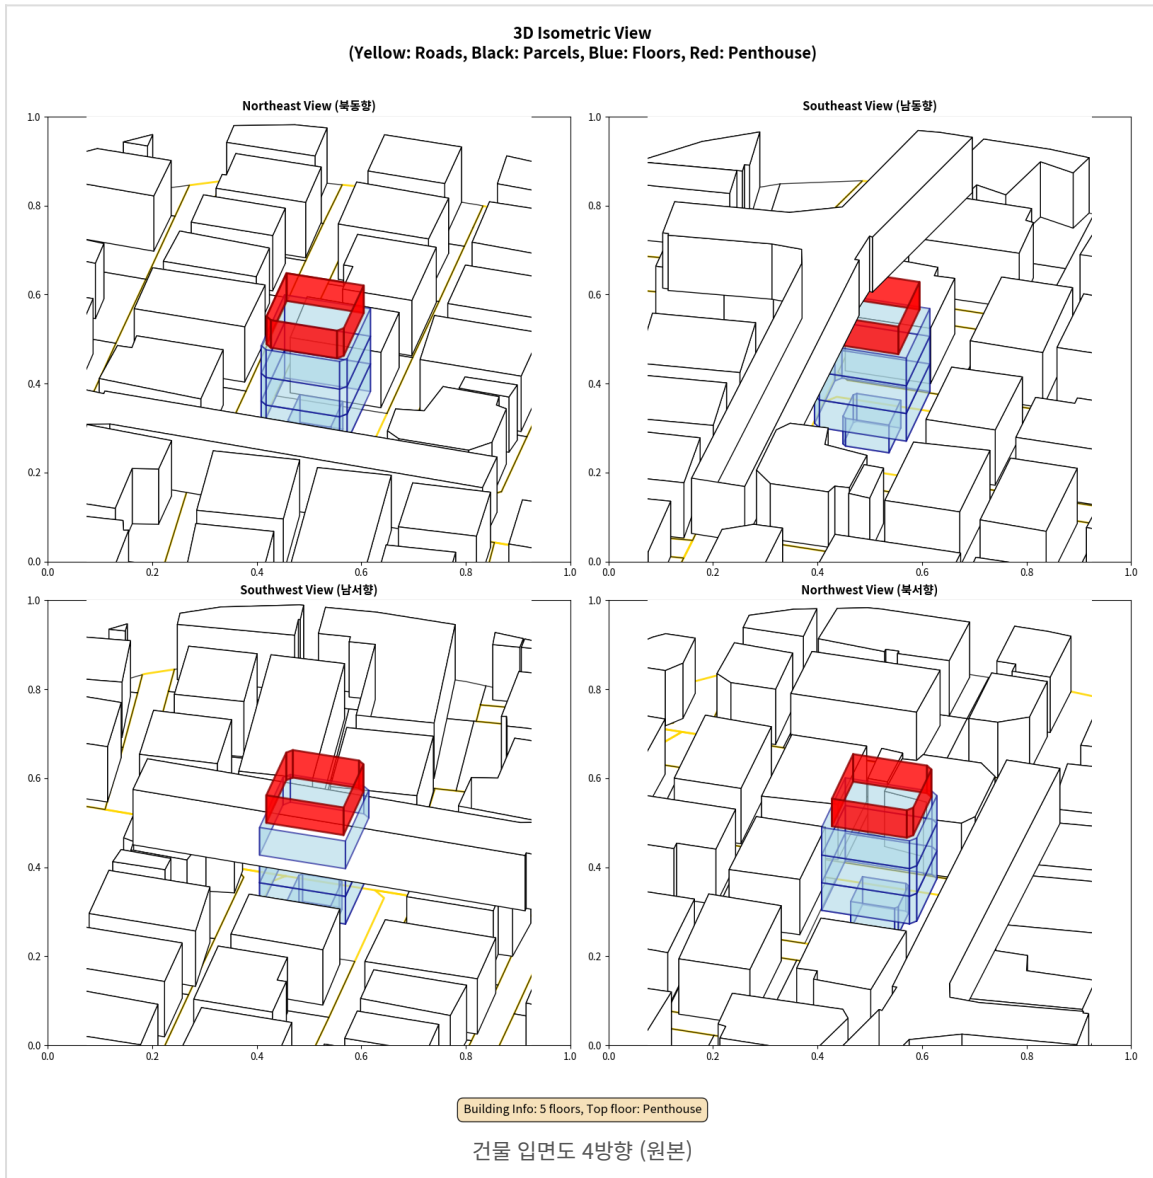 3D Isometric View
(Yellow: Roads, Black: Parcels, Blue: Floors, Red: Penthouse)
Northeast View (북동향)
1.0
0.8
0.6
0.4
0.2
0.0
0.0 0.2 0.4 0.6 0.8 1.0
Southeast View (남동향)
1.0
0.8
0.6
0.4
0.2
0.0
0.0 0.2 0.4 0.6 0.8 1.0
Southwest View (남서향)
1.0
0.8
0.6
0.4
0.2
0.0
0.0 0.2 0.4 0.6 0.8 1.0
Northwest View (북서향)
1.0
0.8
0.6
0.4
0.2
0.0
0.0 0.2 0.4 0.6 0.8 1.0
Building Info: 5 floors, Top floor: Penthouse
건물 입면도 4방향 (원본)